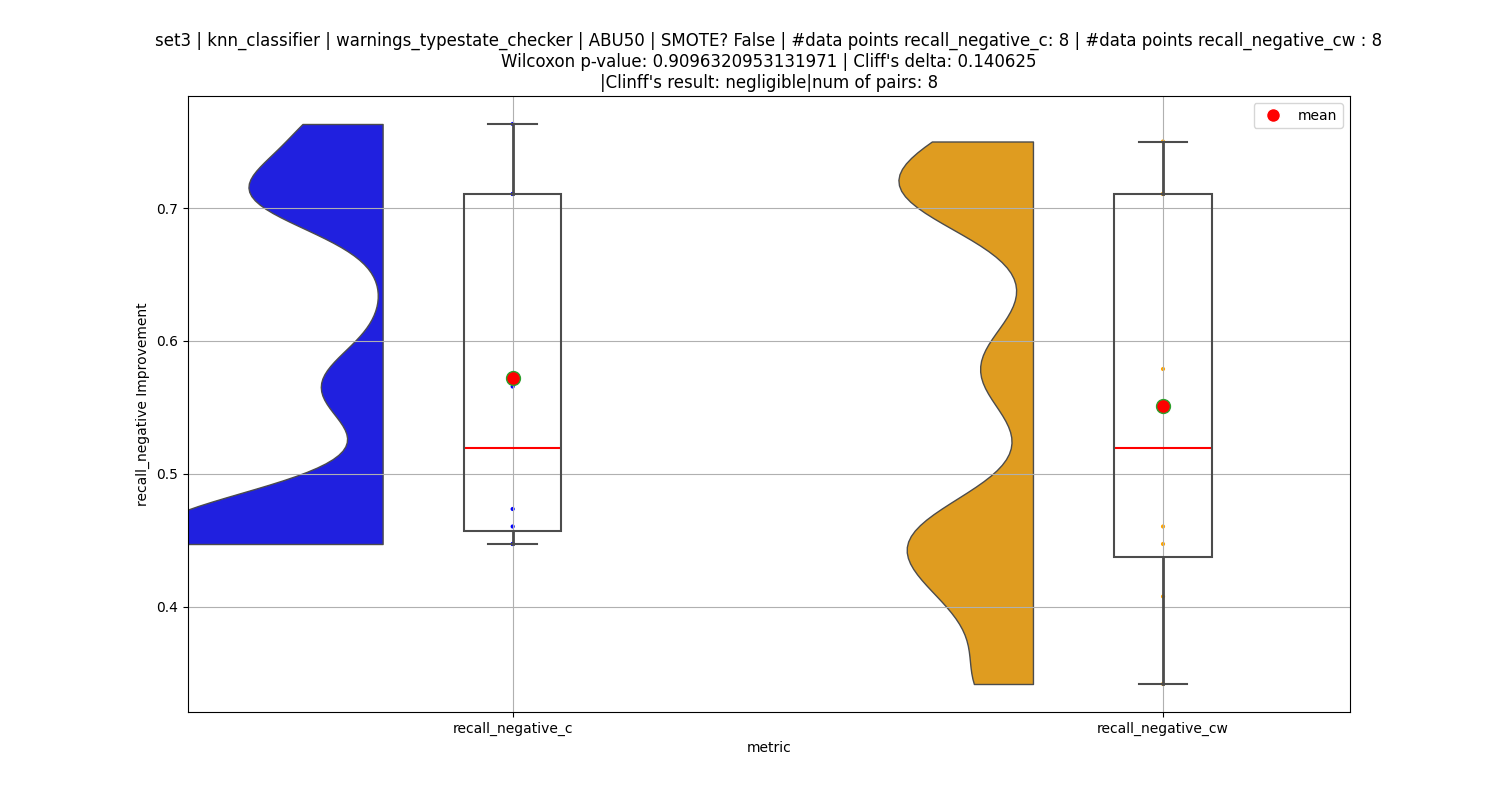 set3 | knn_classifier | warnings_typestate_checker | ABU50 | SMOTE? False | #data points recall_negative_c: 8 | #data points recall_negative_cw : 8
Wilcoxon p-value: 0.9096320953131971 | Cliff's delta: 0.140625
|Clinff's result: negligible|num of pairs: 8
mean
recall_negative Improvement
0.7
0.6
0.5
0.4
recall_negative_c
recall_negative_cw
metric